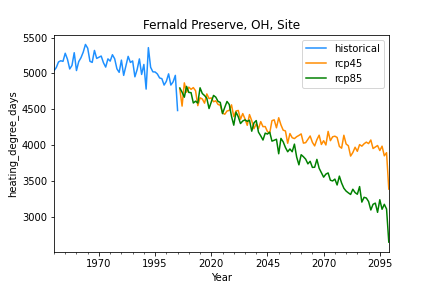 Fernald Preserve, OH, Site
5500
5000
4500
4000
3500
3000
heating_degree_days
historical
rcp45
rcp85
1970
1995
2020
2045
2070
2095
Year